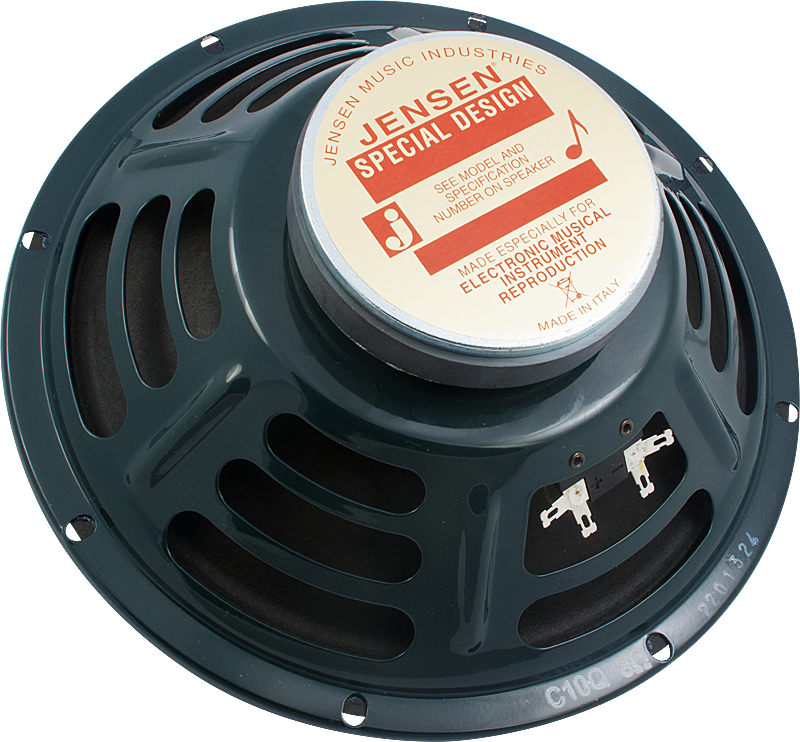 JENSEN MUSIC INDUSTRIES
JENSEN®
SPECIAL DESIGN
SEE MODEL AND
SPECIFICATION
NUMBER ON SPEAKER
j
MADE ESPECIALLY FOR
ELECTRONIC MUSICAL
INSTRUMENT
REPRODUCTION
MADE IN ITALY
C10Q 8Ω
2201324